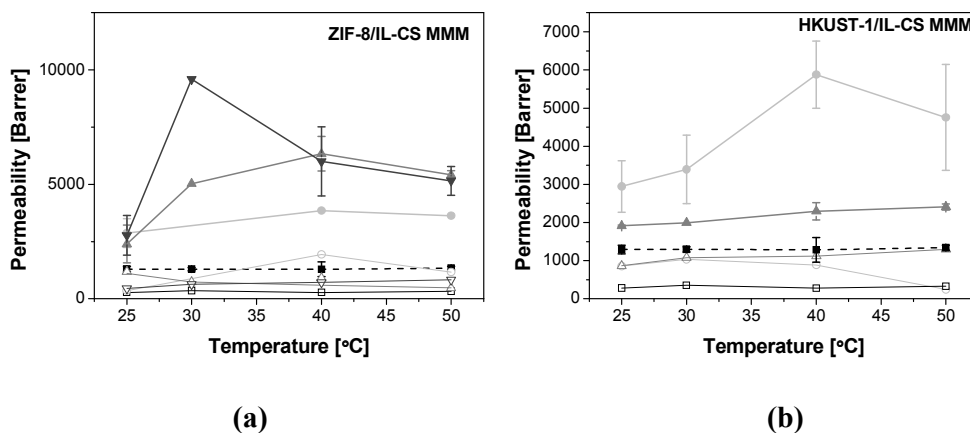 ZIF-8/IL-CS MMM
Permeability [Barrer]
10000
5000
0
25 30 35 40 45 50
Temperature [°C]
(a)
HKUST-1/IL-CS MMM
Permeability [Barrer]
7000
6000
5000
4000
3000
2000
1000
0
25 30 35 40 45 50
Temperature [°C]
(b)